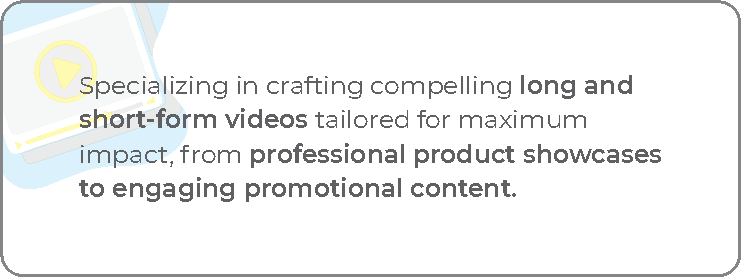 Specializing in crafting compelling long and
short-form videos tailored for maximum
impact, from professional product showcases
to engaging promotional content.